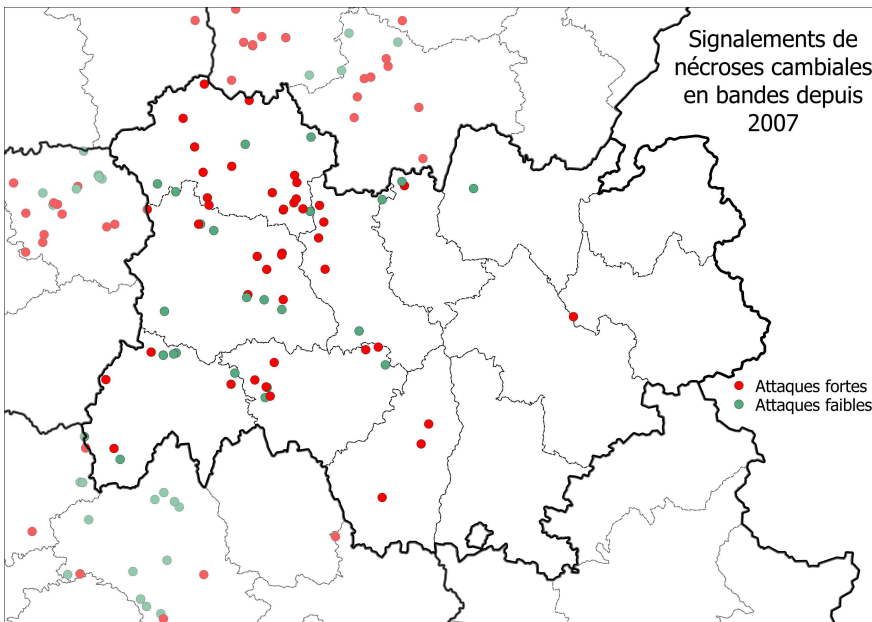 Signalements de
nécroses cambiales
en bandes depuis
2007
Attaques fortes
Attaques faibles